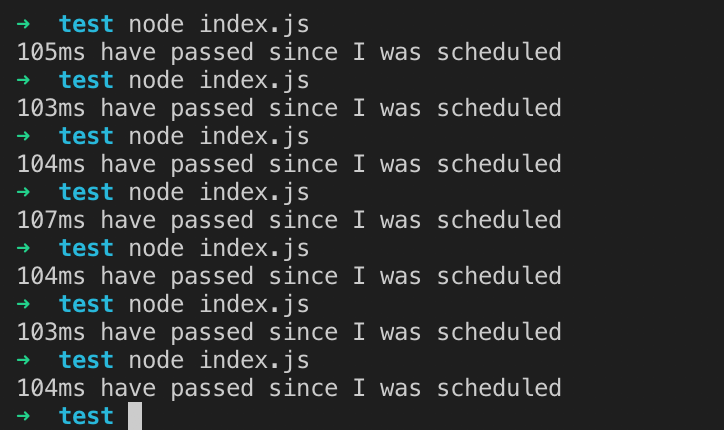 ➜  test node index.js
105ms have passed since I was scheduled
➜  test node index.js
103ms have passed since I was scheduled
➜  test node index.js
104ms have passed since I was scheduled
➜  test node index.js
107ms have passed since I was scheduled
➜  test node index.js
104ms have passed since I was scheduled
➜  test node index.js
103ms have passed since I was scheduled
➜  test node index.js
104ms have passed since I was scheduled
➜  test